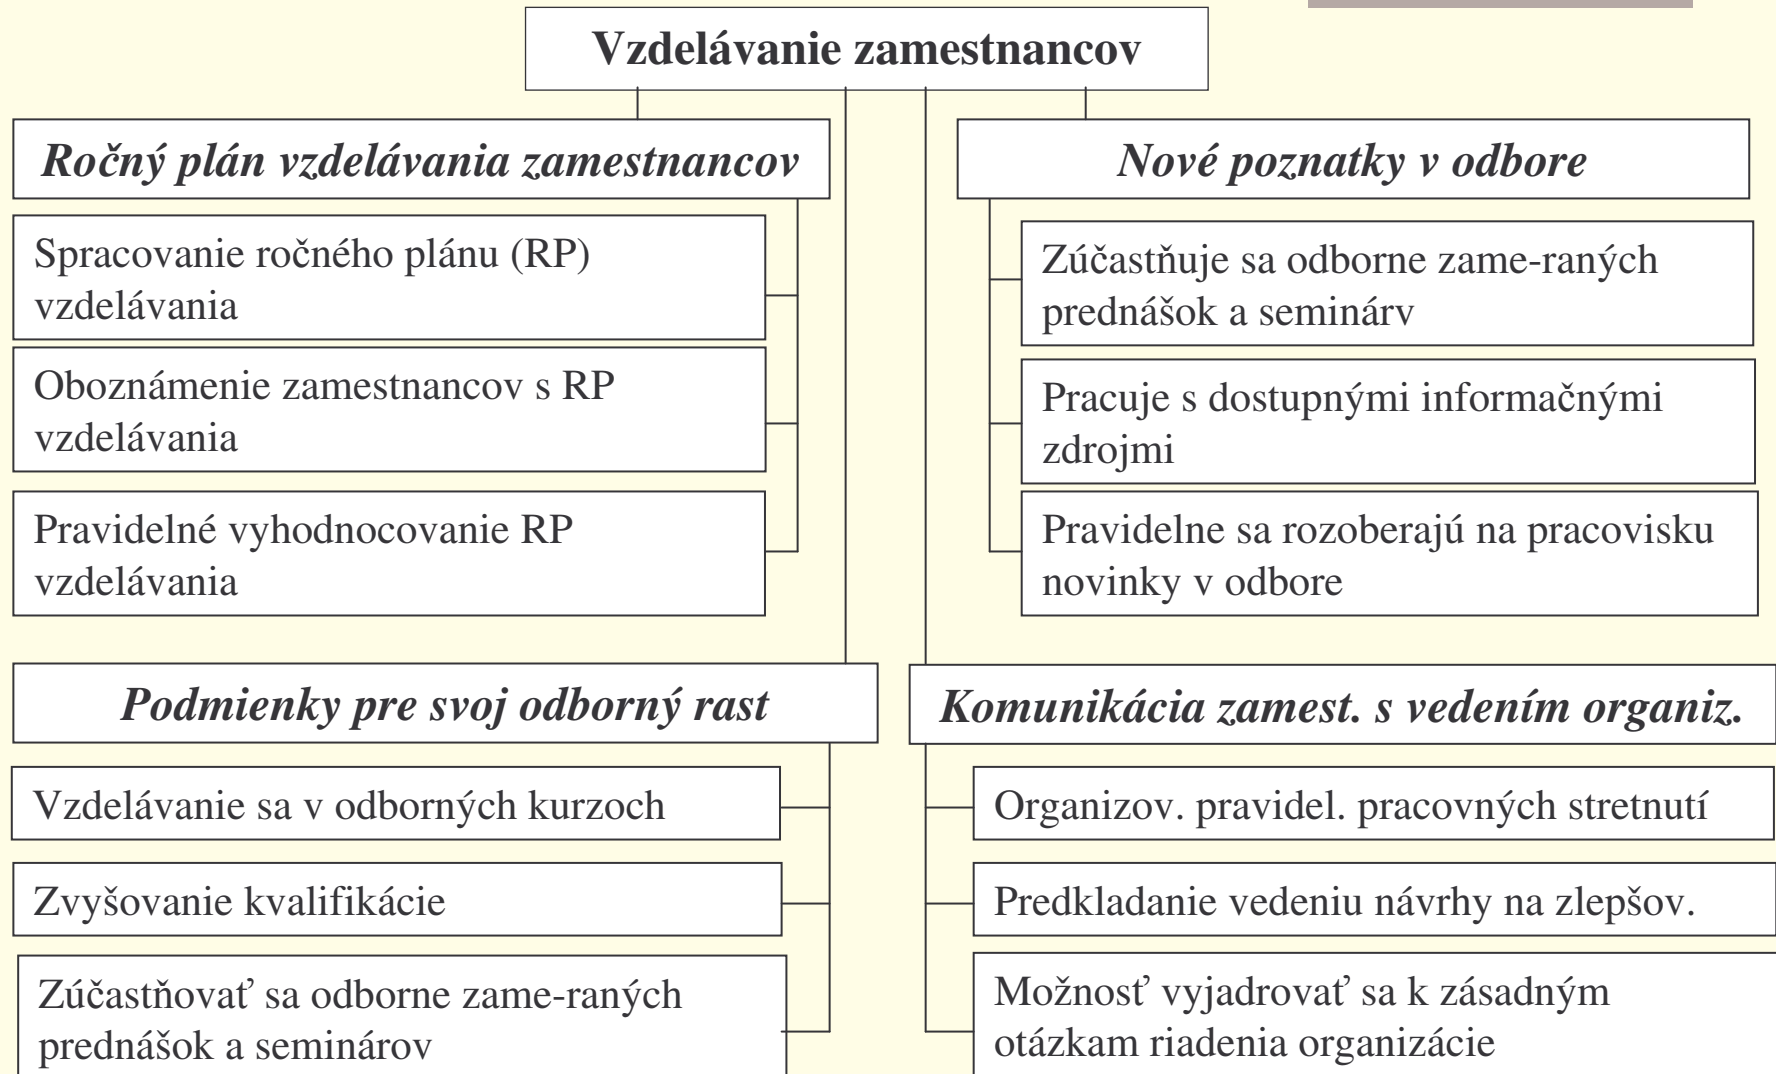 Vzdelávanie zamestnancov
Ročný plán vzdelávania zamestnancov
Spracovanie ročného plánu (RP)
vzdelávania
Oboznámenie zamestnancov s RP
vzdelávania
Pravidelné vyhodnocovanie RP
vzdelávania
Nové poznatky v odbore
Zúčastňuje sa odborne zame-raných
prednášok a seminárv
Pracuje s dostupnými informačnými
zdrojmi
Pravidelne sa rozoberajú na pracovisku
novinky v odbore
Podmienky pre svoj odborný rast
Vzdelávanie sa v odborných kurzoch
Zvyšovanie kvalifikácie
Zúčastňovať sa odborne zame-raných
prednášok a seminárov
Komunikácia zamest. s vedením organiz.
Organizov. pravidel. pracovných stretnutí
Predkladanie vedeniu návrhy na zlepšov.
Možnosť vyjadrovať sa k zásadným
otázkam riadenia organizácie